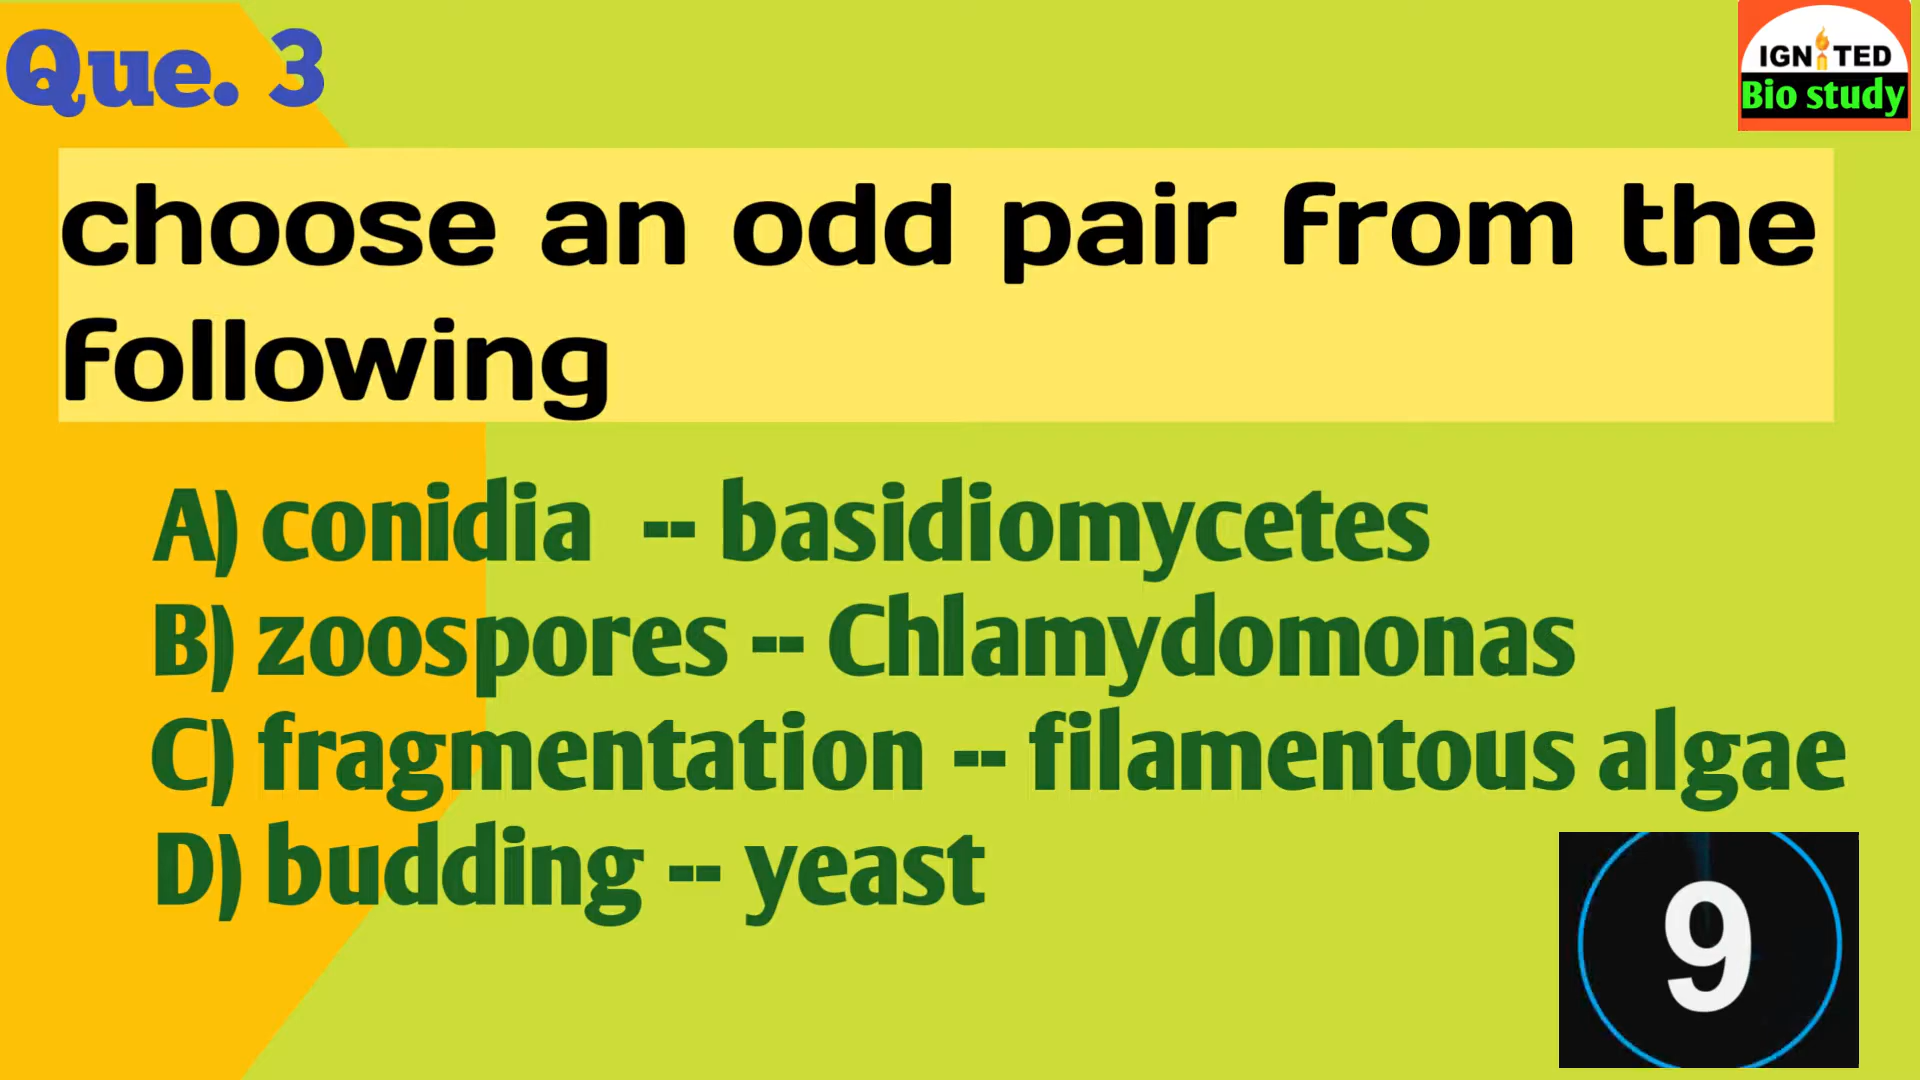 Que. 3
IGNITED
Bio study
choose an odd pair from the
following
A) conidia -- basidiomycetes
B) zoospores -- Chlamydomonas
C) fragmentation -- filamentous algae
D) budding -- yeast
9